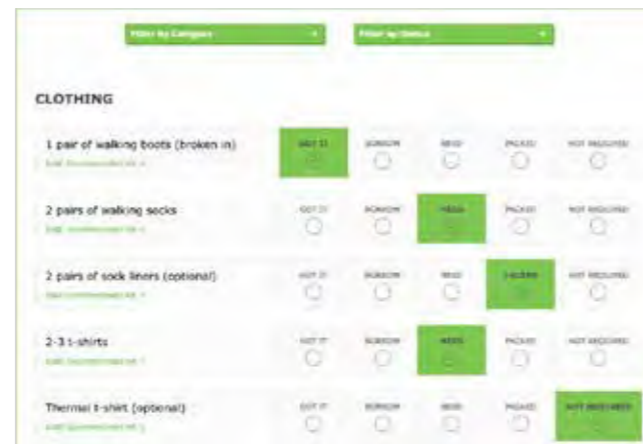 Filter by Category
Filter by Status
CLOTHING
1 pair of walking boots (broken in)
GOT IT BORROW NEED PACKED NOT REQUIRED
2 pairs of walking socks
GOT IT BORROW NEED PACKED NOT REQUIRED
2 pairs of sock liners (optional)
GOT IT BORROW NEED PACKED NOT REQUIRED
2-3 t-shirts
GOT IT BORROW NEED PACKED NOT REQUIRED
Thermal t-shirt (optional)
GOT IT BORROW NEED PACKED NOT REQUIRED